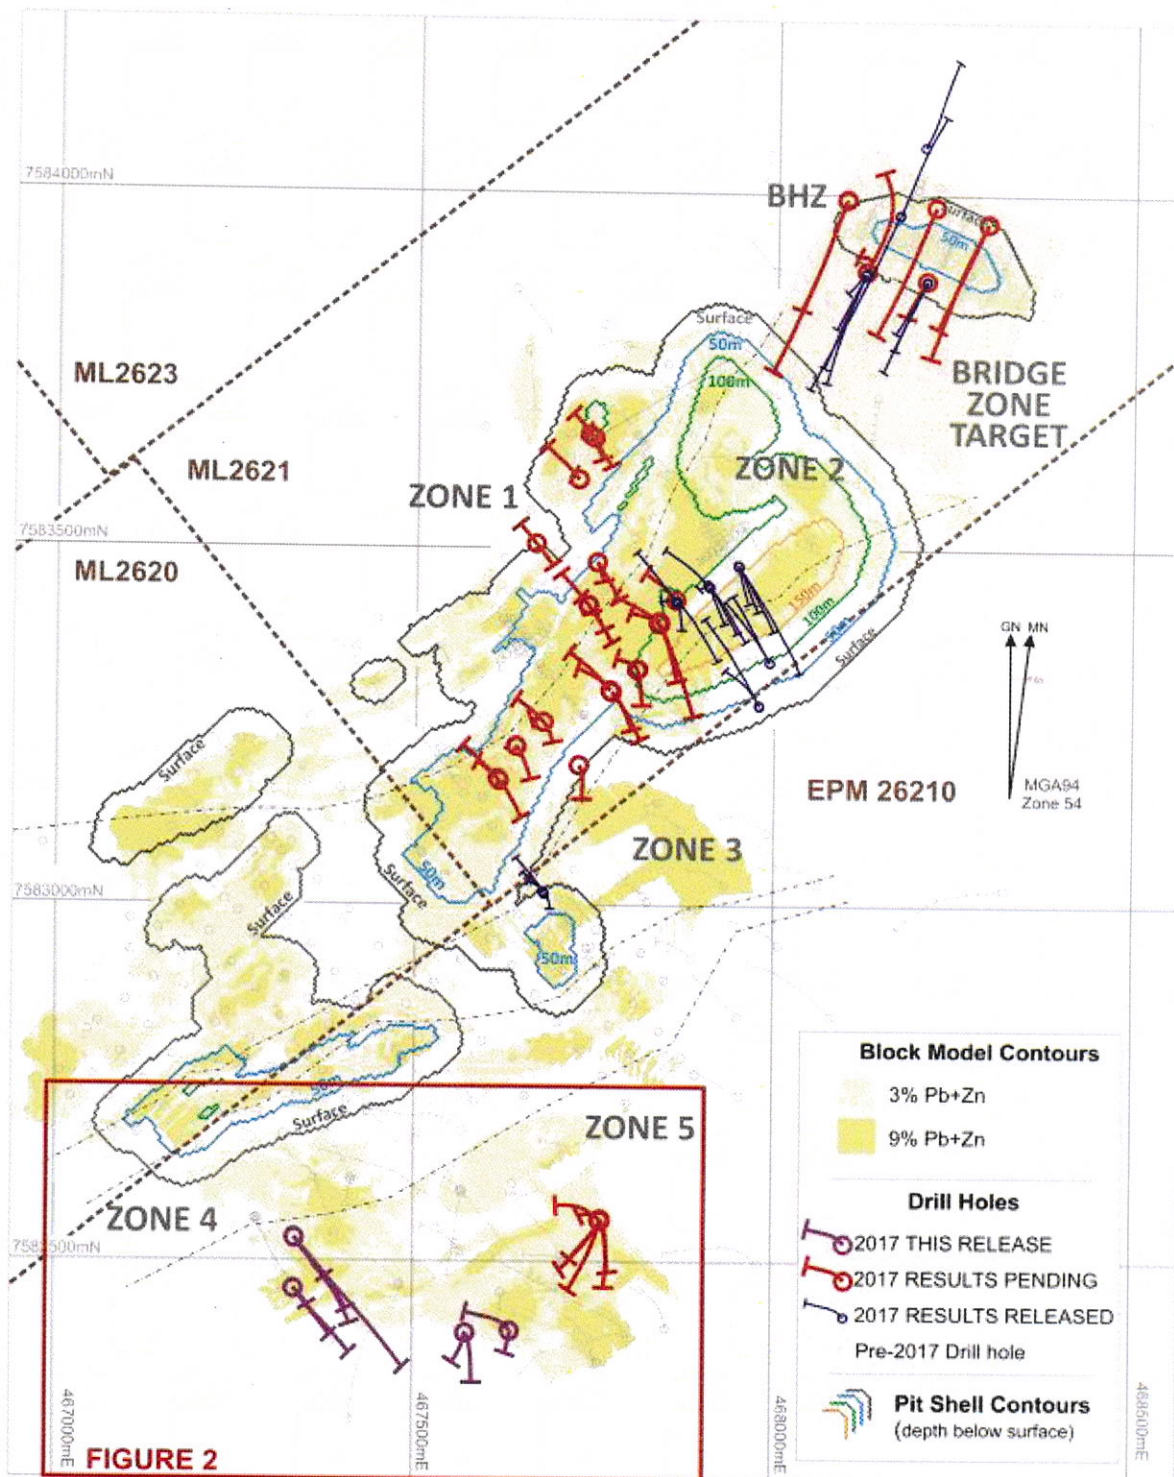 7584000mN
BHZ
Surface
50m
Surface
50m
100m
BRIDGE
ZONE
TARGET
ML2623
ML2621
ZONE 1
ZONE 2
7583500mN
ML2620
150m
100m
50m
Surface
GN MN
MGA94
Zone 54
EPM 26210
Surface
ZONE 3
7583000mN
Surface
50m
Surface
50m
50m
Surface
ZONE 5
ZONE 4
7582500mN
467000mE
467500mE
468000mE
468500mE
FIGURE 2
Block Model Contours
3% Pb+Zn
9% Pb+Zn
Drill Holes
2017 THIS RELEASE
2017 RESULTS PENDING
2017 RESULTS RELEASED
Pre-2017 Drill hole
Pit Shell Contours
(depth below surface)